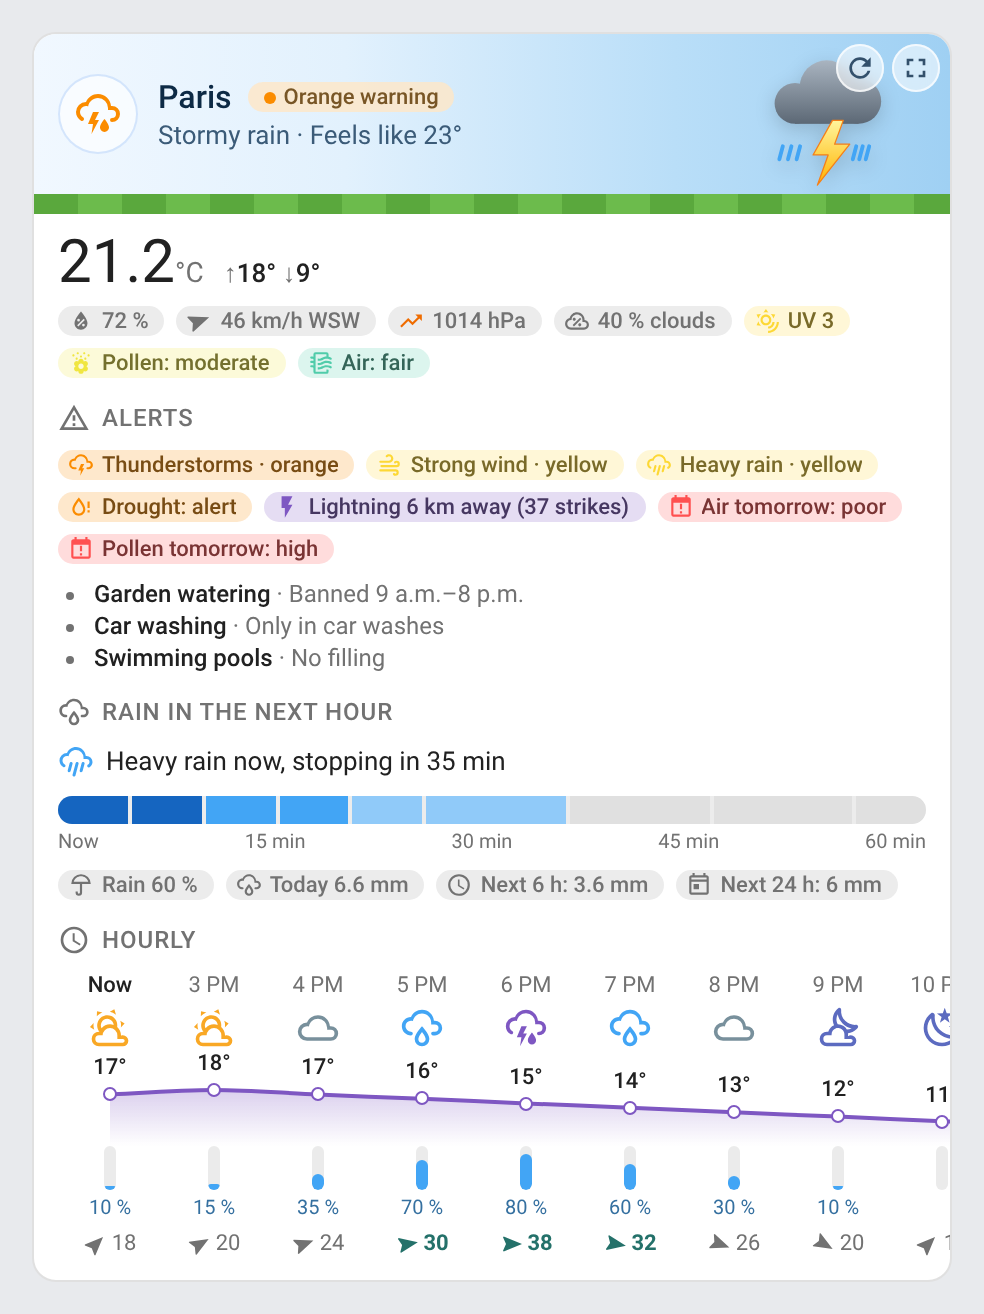 Paris
Orange warning
Stormy rain · Feels like 23°
21.2°C ↑18° ↓9°
72 % 46 km/h WSW 1014 hPa 40 % clouds UV 3
Pollen: moderate Air: fair
ALERTS
Thunderstorms · orange Strong wind · yellow Heavy rain · yellow
Drought: alert Lightning 6 km away (37 strikes) Air tomorrow: poor
Pollen tomorrow: high
• Garden watering · Banned 9 a.m.–8 p.m.
• Car washing · Only in car washes
• Swimming pools · No filling
RAIN IN THE NEXT HOUR
Heavy rain now, stopping in 35 min
Now 15 min 30 min 45 min 60 min
Rain 60 % Today 6.6 mm Next 6 h: 3.6 mm Next 24 h: 6 mm
HOURLY
Now 3 PM 4 PM 5 PM 6 PM 7 PM 8 PM 9 PM 10
17° 18° 17° 16° 15° 14° 13° 12° 11
10 % 15 % 35 % 70 % 80 % 60 % 30 % 10 %
18 20 24 30 38 32 26 20